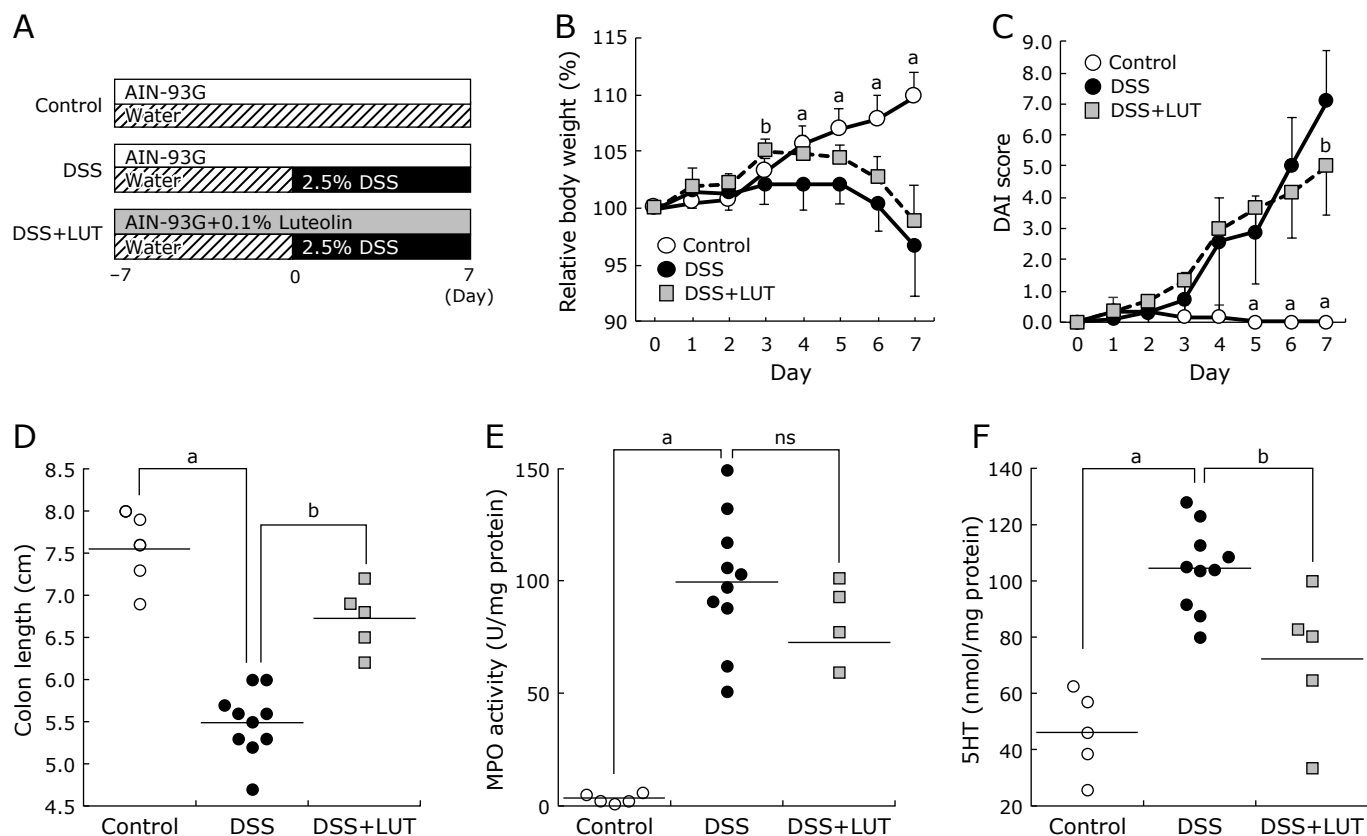 A
Control
AIN-93G
Water
DSS
AIN-93G
Water
2.5% DSS
DSS+LUT
AIN-93G+0.1% Luteolin
Water
2.5% DSS
−7
0
7
(Day)
B
Relative body weight (%)
115
110
105
100
95
90
a
a
a
a
b
Control
DSS
DSS+LUT
0 1 2 3 4 5 6 7
Day
C
DAI score
9.0
8.0
7.0
6.0
5.0
4.0
3.0
2.0
1.0
0.0
Control
DSS
DSS+LUT
b
a a a
0 1 2 3 4 5 6 7
Day
D
Colon length (cm)
8.5
8.0
7.5
7.0
6.5
6.0
5.5
5.0
4.5
a
b
Control DSS DSS+LUT
E
MPO activity (U/mg protein)
150
100
50
0
a
ns
Control DSS DSS+LUT
F
5HT (nmol/mg protein)
140
120
100
80
60
40
20
a
b
Control DSS DSS+LUT